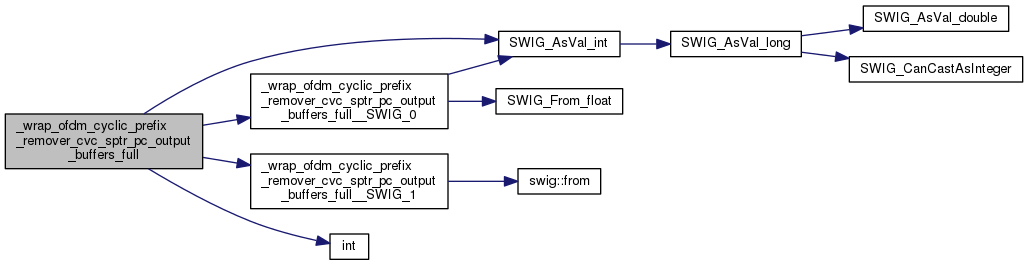 _wrap_ofdm_cyclic_prefix
_remover_cvc_sptr_pc_output
_buffers_full
_wrap_ofdm_cyclic_prefix
_remover_cvc_sptr_pc_output
_buffers_full__SWIG_0
_wrap_ofdm_cyclic_prefix
_remover_cvc_sptr_pc_output
_buffers_full__SWIG_1
int
SWIG_AsVal_int
SWIG_From_float
swig::from
SWIG_AsVal_long
SWIG_AsVal_double
SWIG_CanCastAsInteger